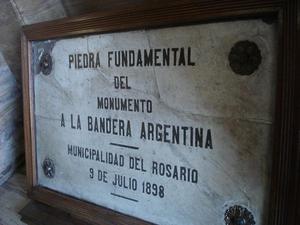 PIEDRA FUNDAMENTAL
DEL
MONUMENTO
A LA BANDERA ARGENTINA
MUNICIPALIDAD DEL ROSARIO
9 DE JULIO 1898